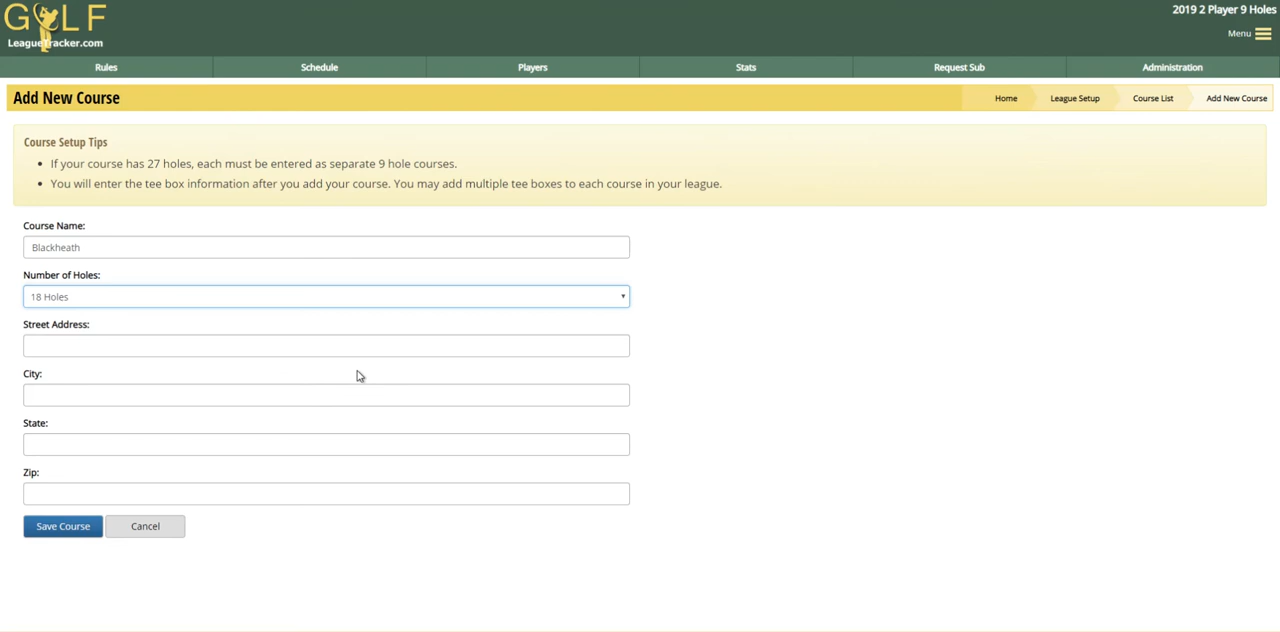 GOLF
LeagueTracker.com
2019 2 Player 9 Holes
Menu
Rules
Schedule
Players
Stats
Request Sub
Administration
Add New Course
Home
League Setup
Course List
Add New Course
Course Setup Tips
• If your course has 27 holes, each must be entered as separate 9 hole courses.
• You will enter the tee box information after you add your course. You may add multiple tee boxes to each course in your league.
Course Name:
Blackheath
Number of Holes:
18 Holes
Street Address:
City:
State:
Zip:
Save Course
Cancel